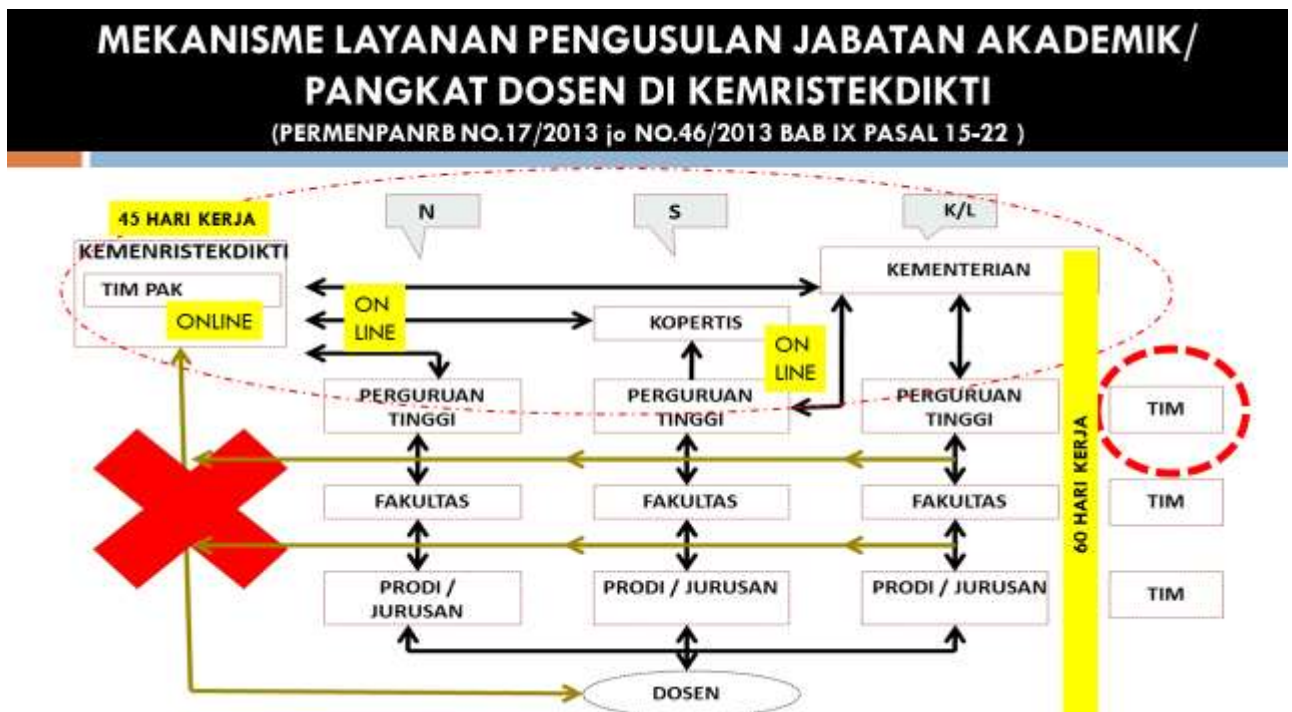 MEKANISME LAYANAN PENGUSULAN JABATAN AKADEMIK/
PANGKAT DOSEN DI KEMRISTEKDIKTI
(PERMENPANRB NO.17/2013 jo NO.46/2013 BAB IX PASAL 15-22 )
45 HARI KERJA
N
S
K/L
KEMENRISTEKDIKTI
TIM PAK
ONLINE
KEMENTERIAN
ON
LINE
KOPERTIS
ON
LINE
PERGURUAN
TINGGI
PERGURUAN
TINGGI
PERGURUAN
TINGGI
TIM
60 HARI KERJA
FAKULTAS
FAKULTAS
FAKULTAS
TIM
PRODI /
JURUSAN
PRODI / JURUSAN
PRODI / JURUSAN
TIM
DOSEN